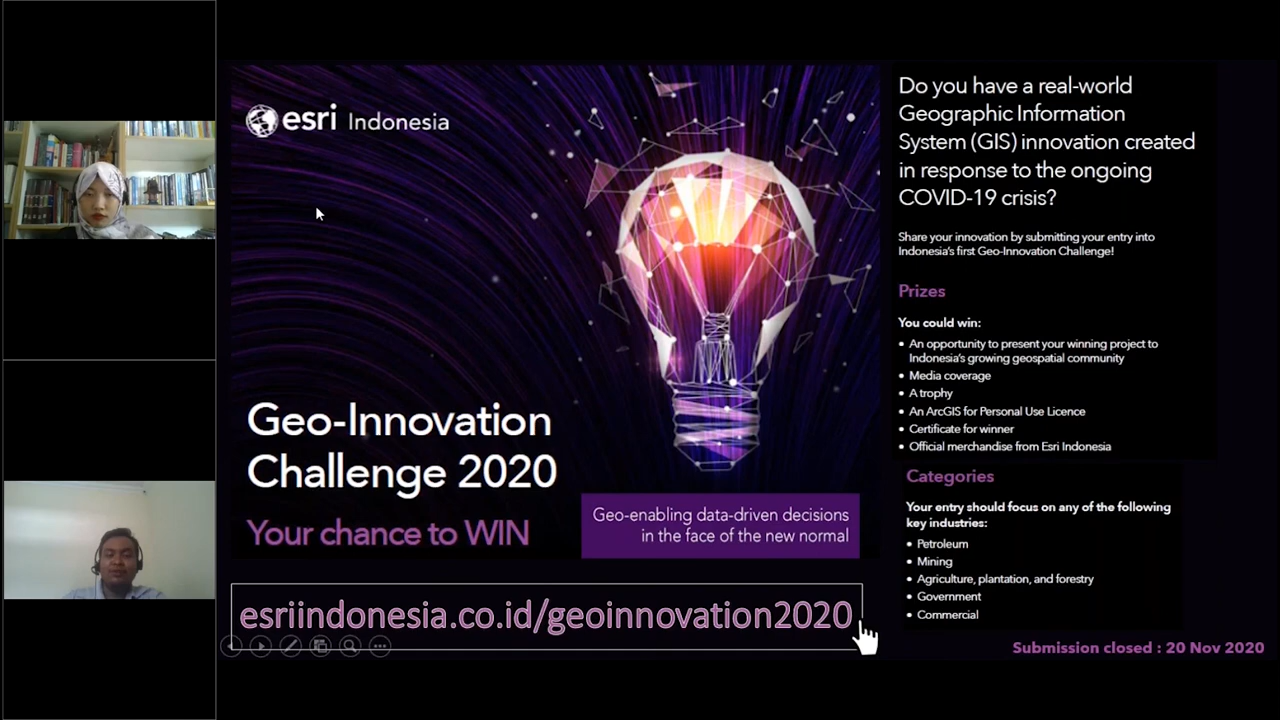 esri Indonesia
Geo-Innovation
Challenge 2020
Your chance to WIN
Geo-enabling data-driven decisions
in the face of the new normal
esriindonesia.co.id/geoinnovation2020
Do you have a real-world
Geographic Information
System (GIS) innovation created
in response to the ongoing
COVID-19 crisis?
Share your innovation by submitting your entry into
Indonesia's first Geo-Innovation Challenge!
Prizes
You could win:
• An opportunity to present your winning project to
Indonesia's growing geospatial community
• Media coverage
• A trophy
• An ArcGIS for Personal Use Licence
• Certificate for winner
• Official merchandise from Esri Indonesia
Categories
Your entry should focus on any of the following
key industries:
• Petroleum
• Mining
• Agriculture, plantation, and forestry
• Government
• Commercial
Submission closed : 20 Nov 2020